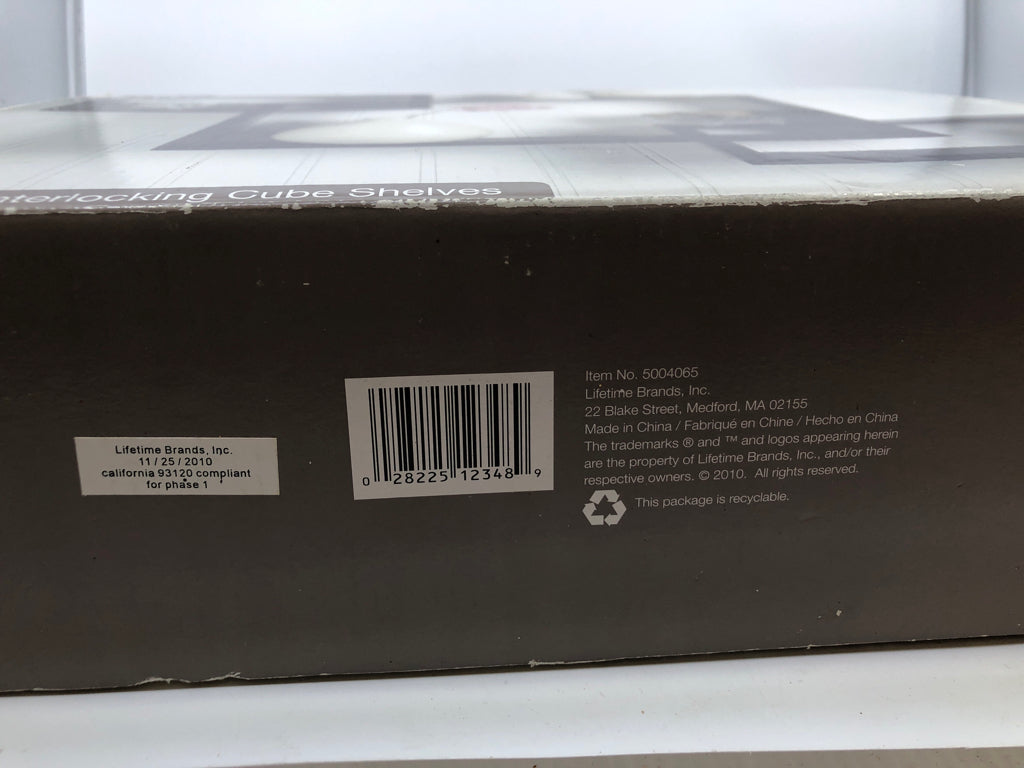 nterlocking Cube Shelves
Lifetime Brands, Inc.
11 / 25 / 2010
california 93120 compliant
for phase 1
0 28225 12348 9
Item No. 5004065
Lifetime Brands, Inc.
22 Blake Street, Medford, MA 02155
Made in China / Fabriqué en Chine / Hecho en China
The trademarks ® and ™ and logos appearing herein
are the property of Lifetime Brands, Inc., and/or their
respective owners. © 2010. All rights reserved.
This package is recyclable.